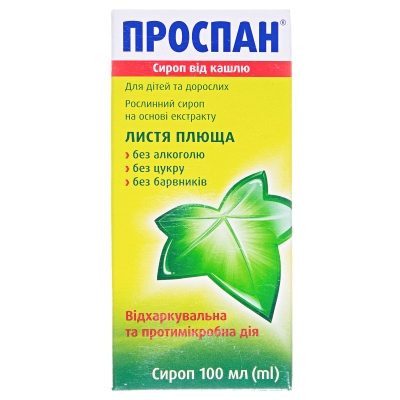 ПРОСПАН®
Сироп від кашлю
Для дітей та дорослих
Рослинний сироп
на основі екстракту
ЛИСТЯ ПЛЮЩА
› без алкоголю
› без цукру
› без барвників
Відхаркувальна
та протимікробна дія
Сироп 100 мл (ml)